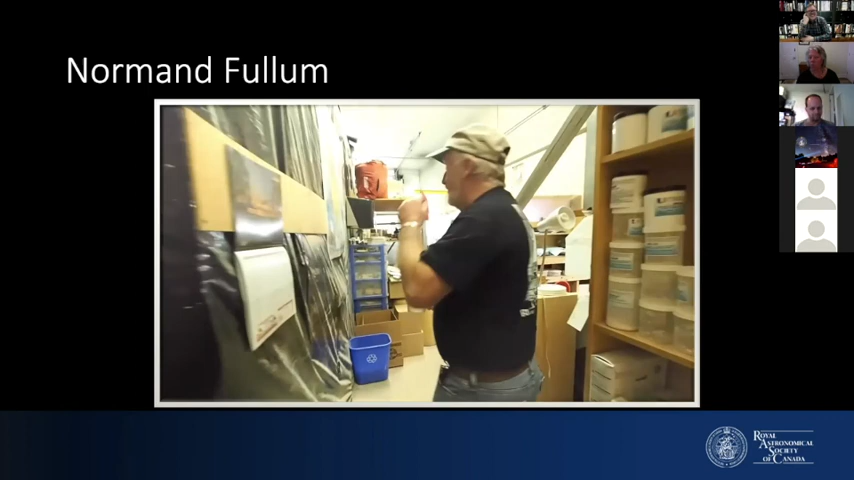 Normand Fullum
ROYAL
ASTRONOMICAL
SOCIETY
OF CANADA